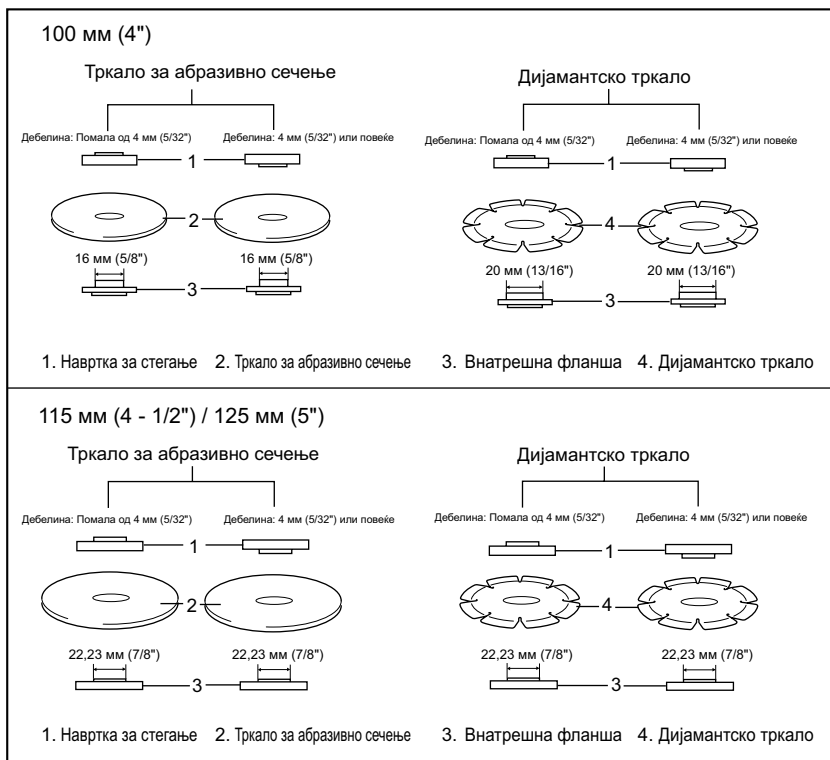 100 мм (4")
Тркало за абразивно сечење
Дијамантско тркало
Дебелина: Помала од 4 мм (5/32")
Дебелина: 4 мм (5/32") или повеќе
Дебелина: Помала од 4 мм (5/32")
Дебелина: 4 мм (5/32") или повеќе
1
1
2
4
16 мм (5/8")
16 мм (5/8")
20 мм (13/16")
20 мм (13/16")
3
3
1. Навртка за стегање 2. Тркало за абразивно сечење 3. Внатрешна фланша 4. Дијамантско тркало
115 мм (4 - 1/2") / 125 мм (5")
Тркало за абразивно сечење
Дијамантско тркало
Дебелина: Помала од 4 мм (5/32")
Дебелина: 4 мм (5/32") или повеќе
Дебелина: Помала од 4 мм (5/32")
Дебелина: 4 мм (5/32") или повеќе
1
1
2
4
22,23 мм (7/8")
22,23 мм (7/8")
22,23 мм (7/8")
22,23 мм (7/8")
3
3
1. Навртка за стегање 2. Тркало за абразивно сечење 3. Внатрешна фланша 4. Дијамантско тркало